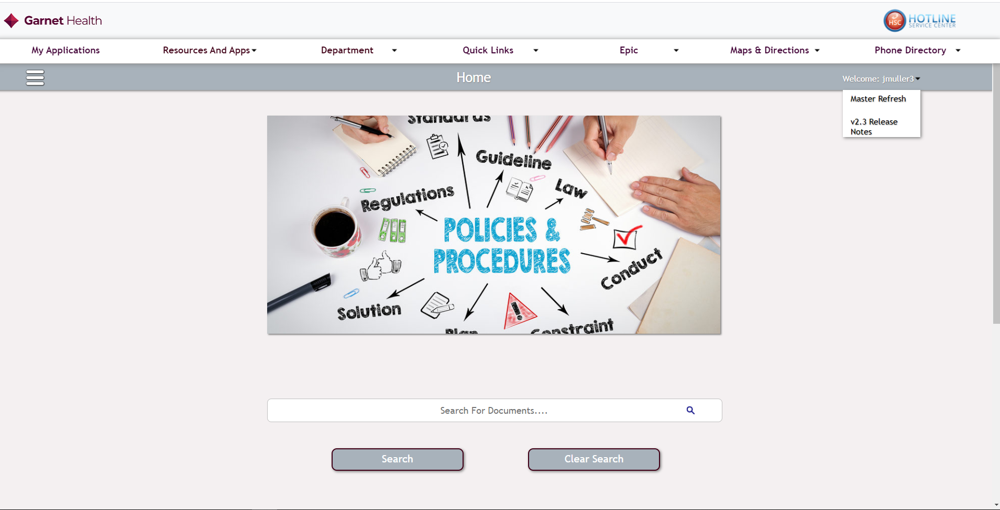 Garnet Health
HSC HOTLINE
SERVICE CENTER
My Applications
Resources And Apps
Department
Quick Links
Epic
Maps & Directions
Phone Directory
Home
Welcome: jmuller3
Master Refresh
v2.3 Release
Notes
Standards
Guideline
Law
Regulations
POLICIES &
PROCEDURES
Conduct
Solution
Plan
Constraint
Search For Documents....
Search
Clear Search